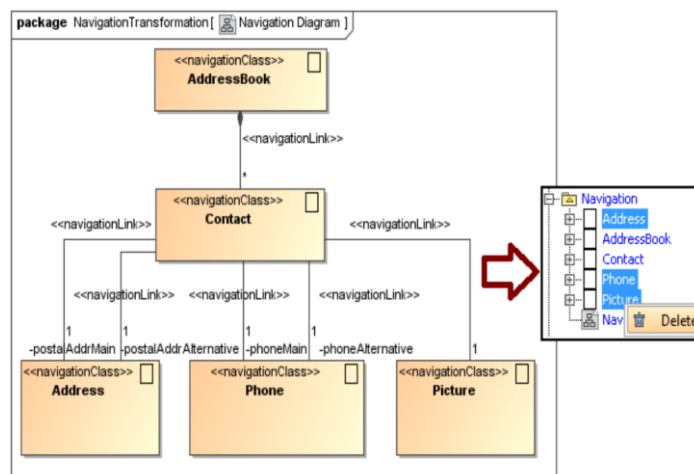 package NavigationTransformation [ Navigation Diagram ]
<<navigationClass>>
AddressBook
<<navigationLink>>
*
<<navigationClass>>
Contact
<<navigationLink>>
<<navigationLink>>
<<navigationLink>>
<<navigationLink>>
<<navigationLink>>
1
1
1
1
1
-postalAddrMain
-postalAddrAlternative
-phoneMain
-phoneAlternative
<<navigationClass>>
Address
<<navigationClass>>
Phone
<<navigationClass>>
Picture
Navigation
Address
AddressBook
Contact
Phone
Picture
Nav
Delete